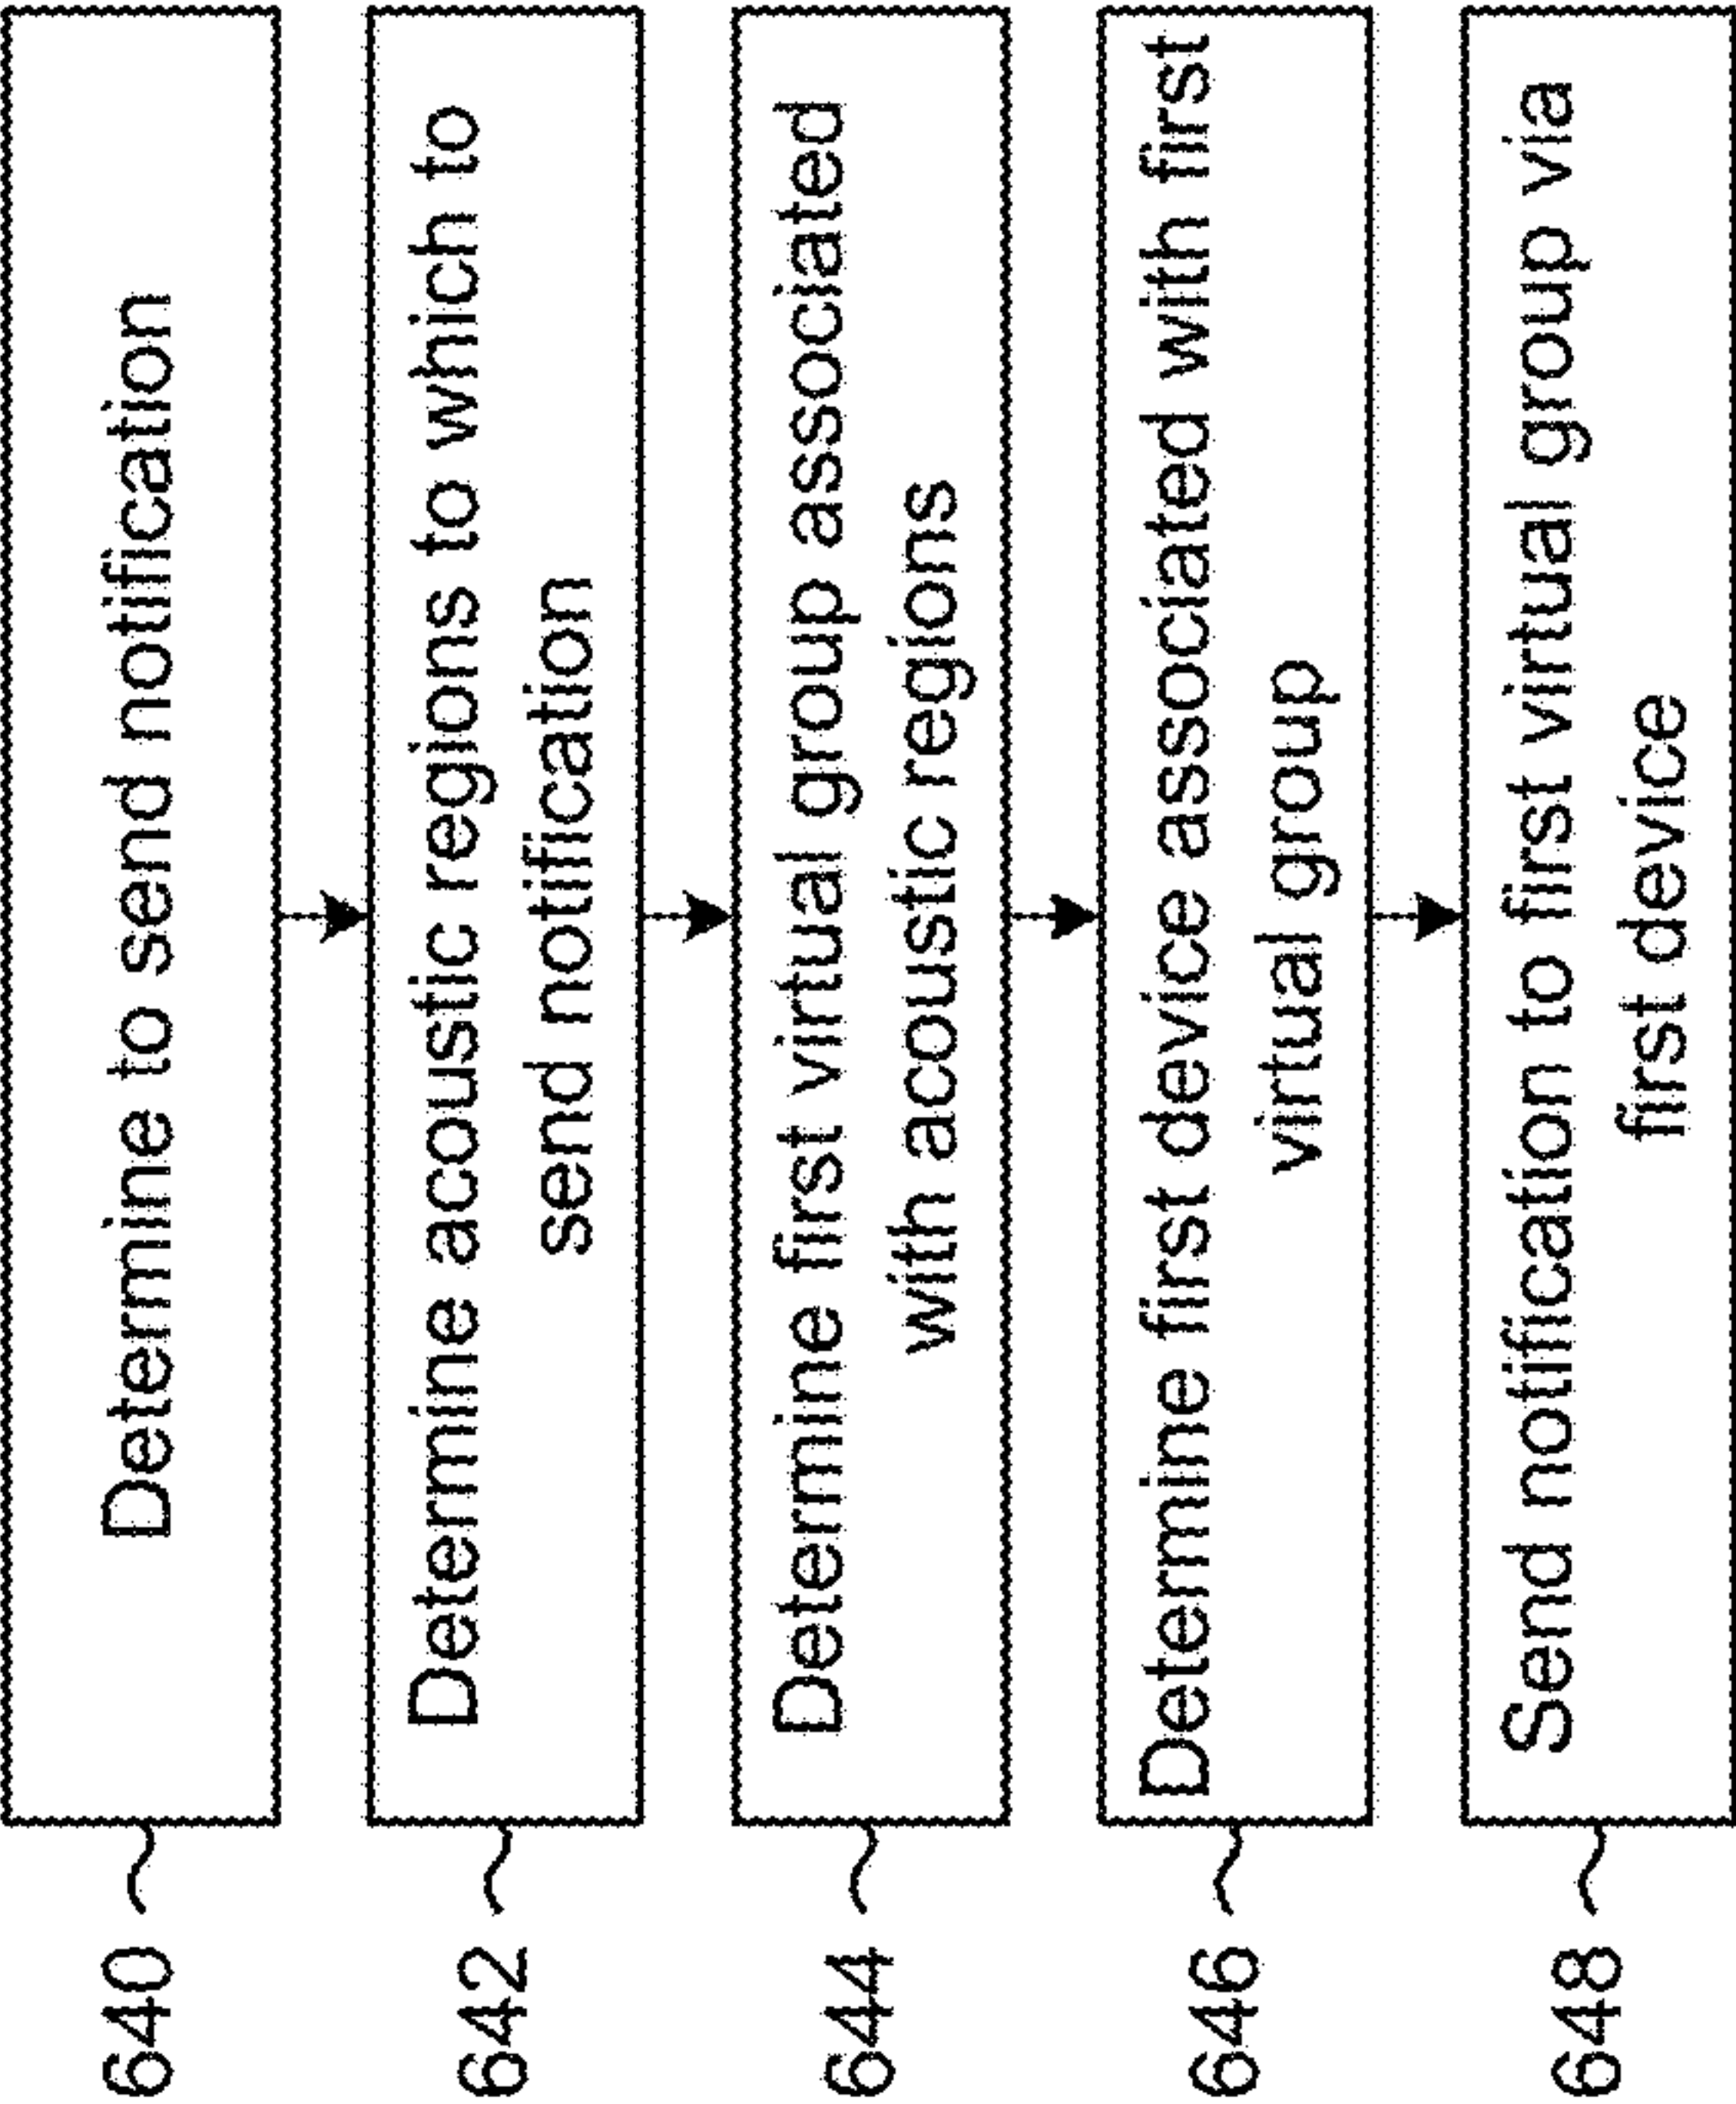 640
Determine to send notification
642
Determine acoustic regions to which to
send notification
644
Determine first virtual group associated
with acoustic regions
646
Determine first device associated with first
virtual group
648
Send notification to first virtual group via
first device